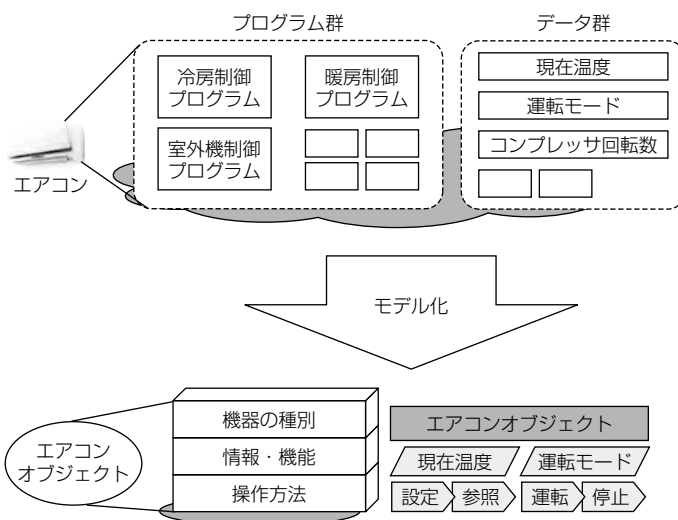 プログラム群
データ群
冷房制御
プログラム
暖房制御
プログラム
室外機制御
プログラム
現在温度
運転モード
コンプレッサ回転数
エアコン
モデル化
エアコン
オブジェクト
機器の種別
情報・機能
操作方法
エアコンオブジェクト
現在温度
運転モード
設定
参照
運転
停止